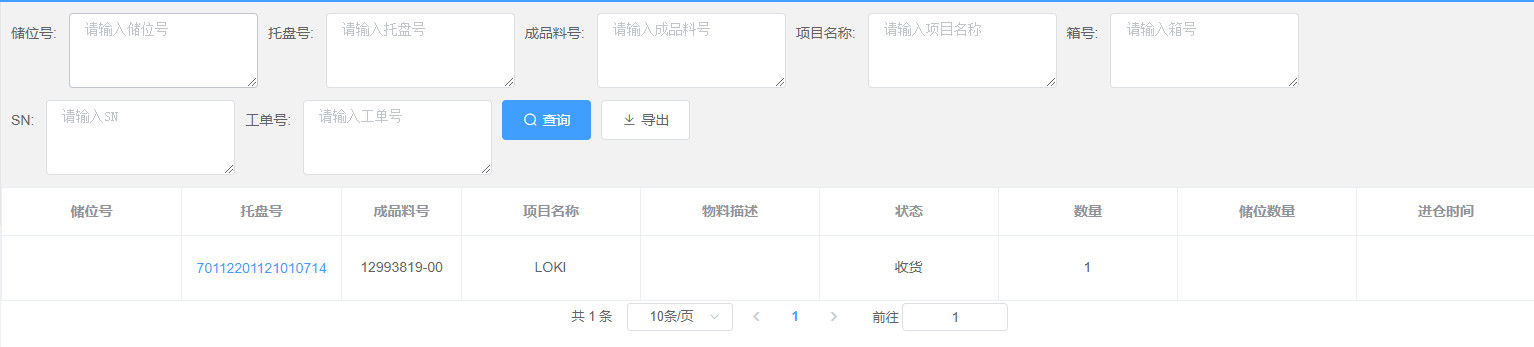 储位号: 请输入储位号 托盘号: 请输入托盘号 成品料号: 请输入成品料号 项目名称: 请输入项目名称 箱号: 请输入箱号
SN: 请输入SN 工单号: 请输入工单号 查询 导出
储位号 托盘号 成品料号 项目名称 物料描述 状态 数量 储位数量 进仓时间
70112201121010714 12993819-00 LOKI 收货 1
共 1 条 10条/页 1 前往 1